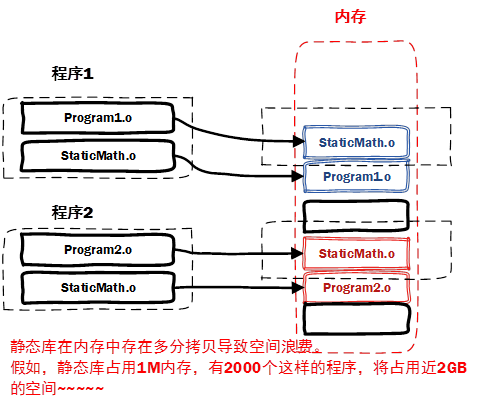 内存
程序1
Program1.o
StaticMath.o
StaticMath.o
Program1.o
程序2
Program2.o
StaticMath.o
StaticMath.o
Program2.o
静态库在内存中存在多分拷贝导致空间浪费。
假如，静态库占用1M内存，有2000个这样的程序，将占用近2GB
的空间~~~~~